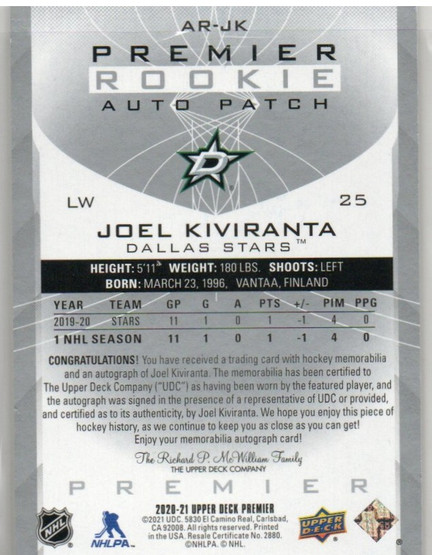 AR-JK
PREMIER
ROOKIE
AUTO PATCH
D
LW 25
JOEL KIVIRANTA
DALLAS STARS™
HEIGHT: 5'11" WEIGHT: 180 LBS. SHOOTS: LEFT
BORN: MARCH 23, 1996, VANTAA, FINLAND
YEAR TEAM GP G A PTS +/- PIM PPG
2019-20 STARS 11 1 0 1 -1 4 0
1 NHL SEASON 11 1 0 1 -1 4 0
CONGRATULATIONS! You have received a trading card with hockey memorabilia
and an autograph of Joel Kiviranta. The memorabilia has been certified to
The Upper Deck Company ("UDC") as having been worn by the featured player, and
the autograph was signed in the presence of a representative of UDC or provided,
and certified as to its authenticity, by Joel Kiviranta. We hope you enjoy this piece of
hockey history, as we continue to keep you as close as you can get!
Enjoy your memorabilia autograph card!
The Richard P. McWilliam Family
THE UPPER DECK COMPANY
PREMIER
2020-21 UPPER DECK PREMIER
©2021 UDC. 5830 El Camino Real, Carlsbad,
CA 92008. All rights reserved. Printed
in the USA. Resale Certificate No. 2880.
©NHLPA. © NHL.
NHL
NHLPA
UPPER
DECK
®